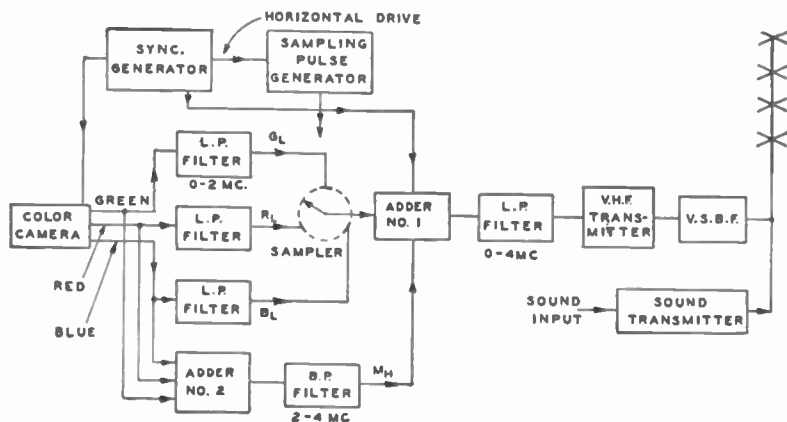 HORIZONTAL DRIVE
SYNC.
GENERATOR
SAMPLING
PULSE
GENERATOR
L.P.
FILTER
0-2 MC.
GL
GREEN
COLOR
CAMERA
L.P.
FILTER
RL
SAMPLER
ADDER
NO. 1
L.P.
FILTER
0-4MC
V.H.F.
TRANS-
MITTER
V.S.B.F.
RED
BLUE
L.P.
FILTER
BL
SOUND
INPUT
SOUND
TRANSMITTER
ADDER
NO. 2
B.P.
FILTER
2-4 MC
MH